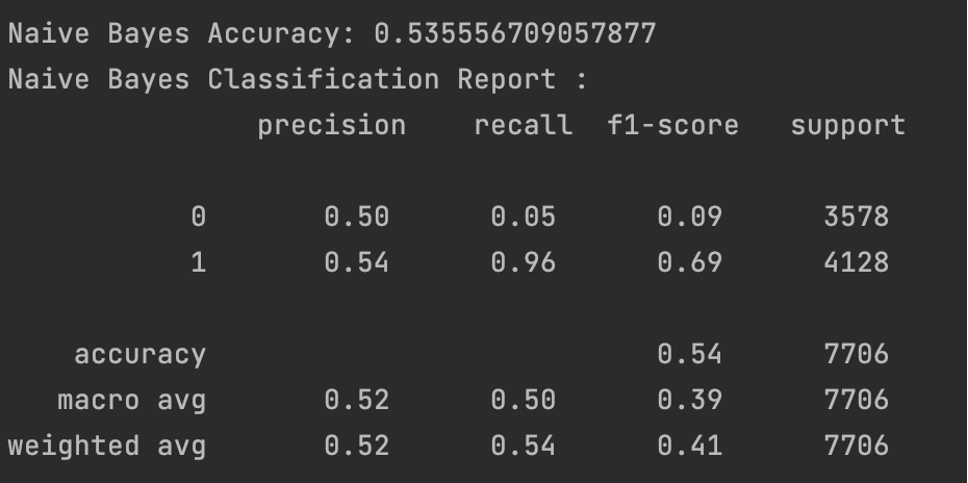 Naive Bayes Accuracy: 0.535556709057877
Naive Bayes Classification Report :
precision recall f1-score support
0 0.50 0.05 0.09 3578
1 0.54 0.96 0.69 4128
accuracy 0.54 7706
macro avg 0.52 0.50 0.39 7706
weighted avg 0.52 0.54 0.41 7706